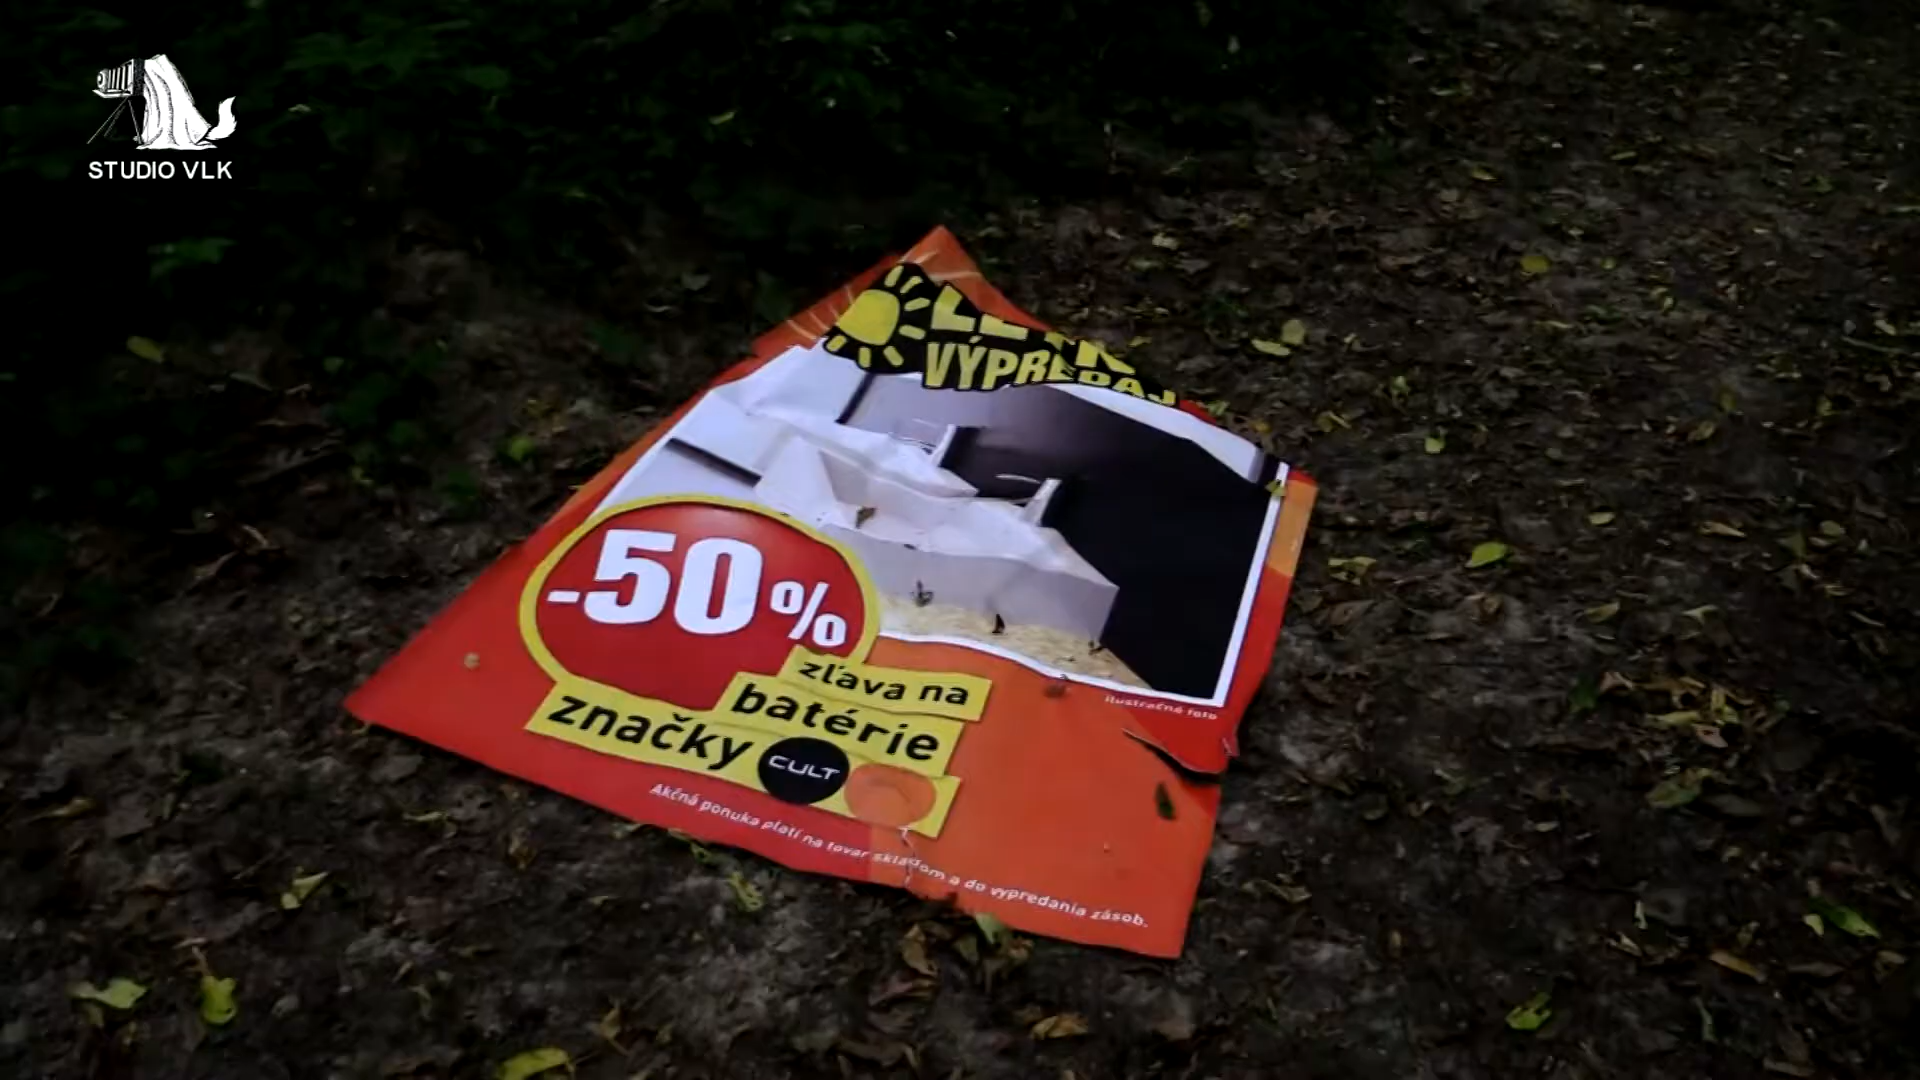 STUDIO VLK
VÝPREDAJ
-50%
zľava na
batérie
značky CULT
ilustračné foto
Akčná ponuka platí na tovar skladom a do vypredania zásob.